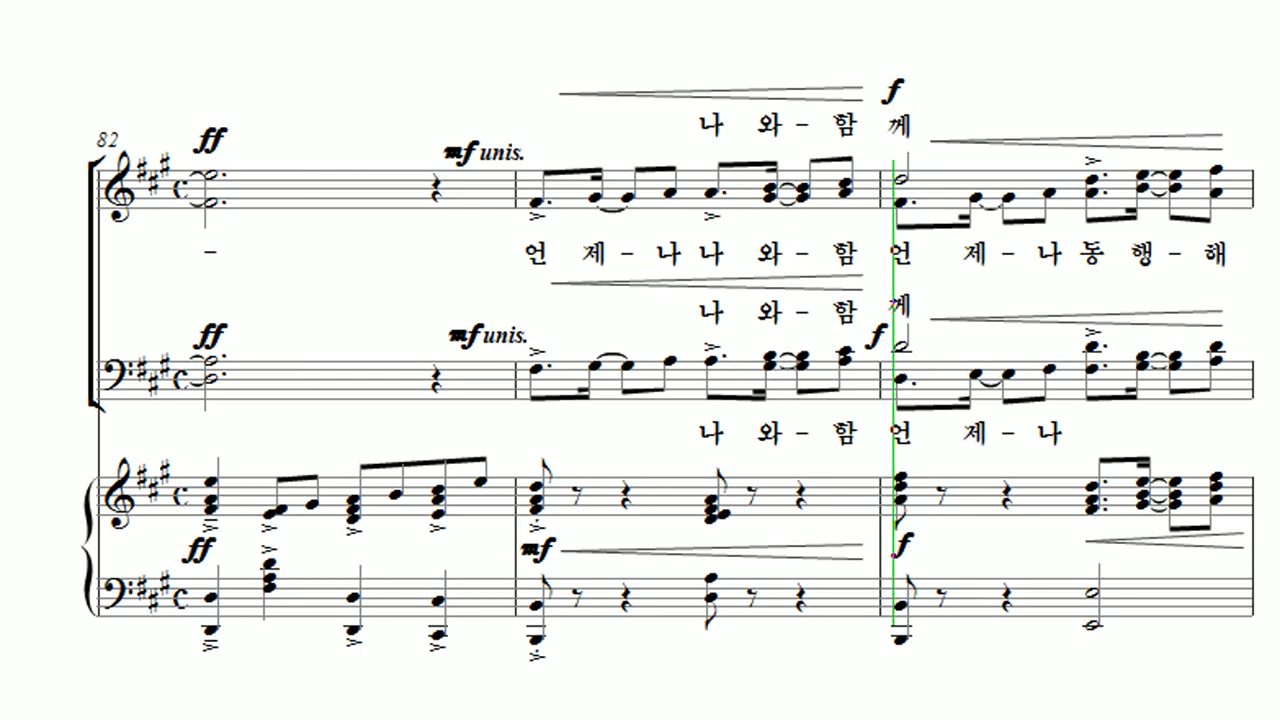 f
나 와 - 함 께
82
ff
mf unis.
- 언 제 - 나 나 와 - 함 언 제 - 나 동 행 - 해
나 와 - 함 께
ff
mf unis.
f
나 와 - 함 언 제 - 나
ff
mf
f